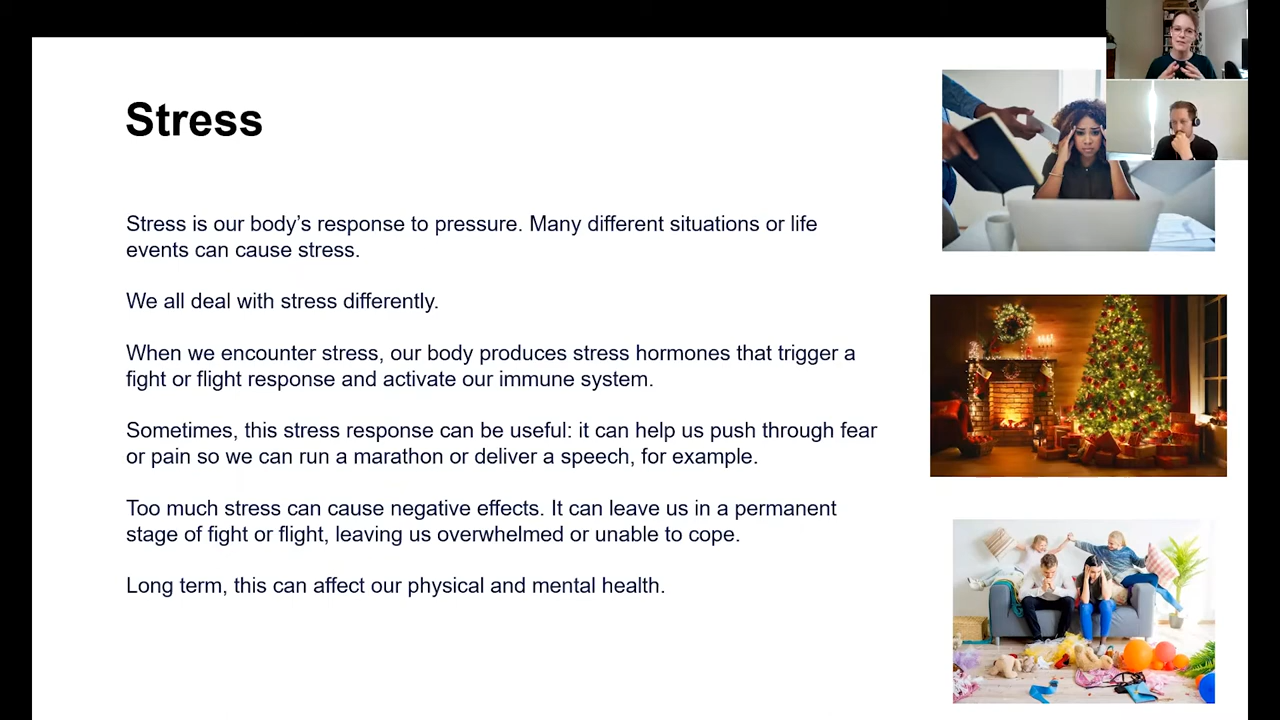 Stress
Stress is our body’s response to pressure. Many different situations or life
events can cause stress.
We all deal with stress differently.
When we encounter stress, our body produces stress hormones that trigger a
fight or flight response and activate our immune system.
Sometimes, this stress response can be useful: it can help us push through fear
or pain so we can run a marathon or deliver a speech, for example.
Too much stress can cause negative effects. It can leave us in a permanent
stage of fight or flight, leaving us overwhelmed or unable to cope.
Long term, this can affect our physical and mental health.